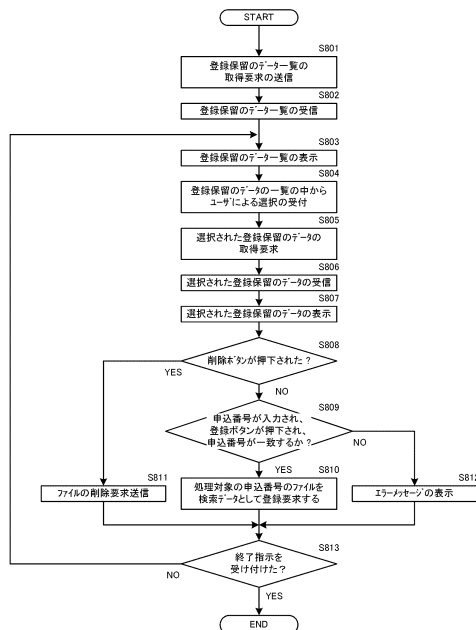 START
S801
登録保留のデータ一覧の
取得要求の送信
S802
登録保留のデータ一覧の受信
S803
登録保留のデータ一覧の表示
S804
登録保留のデータの一覧の中から
ユーザによる選択の受付
S805
選択された登録保留のデータの
取得要求
S806
選択された登録保留のデータの受信
S807
選択された登録保留のデータの表示
S808
削除ボタンが押下された?
YES
NO
S809
申込番号が入力され、
登録ボタンが押下され、
申込番号が一致するか?
NO
YES
S811
ファイルの削除要求送信
S810
処理対象の申込番号のファイルを
検索データとして登録要求する
S812
エラーメッセージの表示
S813
終了指示を
受け付けた?
NO
YES
END